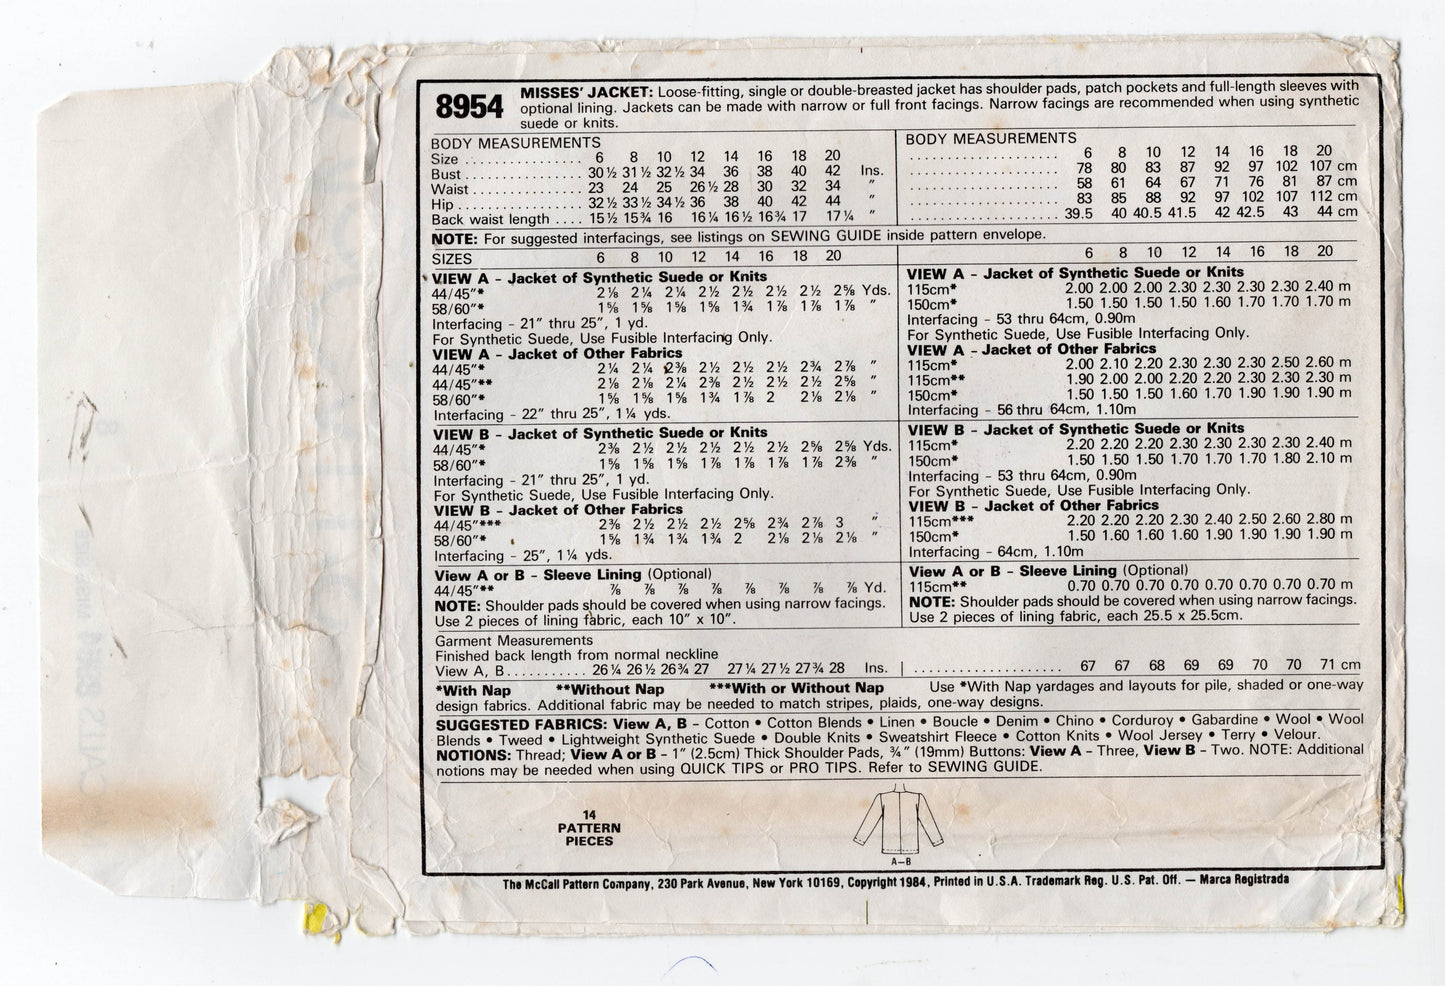 8954
MISSES' JACKET: Loose-fitting, single or double-breasted jacket has shoulder pads, patch pockets and full-length sleeves with
optional lining. Jackets can be made with narrow or full front facings. Narrow facings are recommended when using synthetic
suede or knits.
BODY MEASUREMENTS
Size . . . . . . . . . . . . . . . 6 8 10 12 14 16 18 20
Bust . . . . . . . . . . . . . . . 30½ 31½ 32½ 34 36 38 40 42 Ins.
Waist . . . . . . . . . . . . . . 23 24 25 26½ 28 30 32 34 "
Hip . . . . . . . . . . . . . . . . 32½ 33½ 34½ 36 38 40 42 44 "
Back waist length . . . . 15½ 15¾ 16 16¼ 16½ 16¾ 17 17¼ "
BODY MEASUREMENTS
. . . . . . . . . . . . . . . . . . . 6 8 10 12 14 16 18 20
. . . . . . . . . . . . . . . . . . . 78 80 83 87 92 97 102 107 cm
. . . . . . . . . . . . . . . . . . . 58 61 64 67 71 76 81 87 cm
. . . . . . . . . . . . . . . . . . . 83 85 88 92 97 102 107 112 cm
. . . . . . . . . . . . . . . . . . . 39.5 40 40.5 41.5 42 42.5 43 44 cm
NOTE: For suggested interfacings, see listings on SEWING GUIDE inside pattern envelope.
SIZES 6 8 10 12 14 16 18 20
VIEW A - Jacket of Synthetic Suede or Knits
44/45"* 2⅛ 2¼ 2¼ 2½ 2½ 2½ 2½ 2⅝ Yds.
58/60"* 1⅝ 1⅝ 1⅝ 1⅝ 1¾ 1⅞ 1⅞ 1⅞ "
Interfacing - 21" thru 25", 1 yd.
For Synthetic Suede, Use Fusible Interfacing Only.
VIEW A - Jacket of Other Fabrics
44/45"* 2¼ 2¼ 2⅜ 2½ 2½ 2½ 2¾ 2⅞ "
44/45"** 2⅛ 2⅛ 2¼ 2⅜ 2½ 2½ 2½ 2⅝ "
58/60"* 1⅝ 1⅝ 1⅝ 1¾ 1⅞ 2 2⅛ 2⅛ "
Interfacing - 22" thru 25", 1¼ yds.
VIEW B - Jacket of Synthetic Suede or Knits
44/45"* 2⅜ 2½ 2½ 2½ 2½ 2½ 2⅝ 2⅝ Yds.
58/60"* 1⅝ 1⅝ 1⅝ 1⅞ 1⅞ 1⅞ 1⅞ 2⅜ "
Interfacing - 21" thru 25", 1 yd.
For Synthetic Suede, Use Fusible Interfacing Only.
VIEW B - Jacket of Other Fabrics
44/45"*** 2⅜ 2½ 2½ 2½ 2⅝ 2¾ 2⅞ 3 "
58/60"* 1⅝ 1¾ 1¾ 1¾ 2 2⅛ 2⅛ 2⅛ "
Interfacing - 25", 1¼ yds.
View A or B - Sleeve Lining (Optional)
44/45"** ⅞ ⅞ ⅞ ⅞ ⅞ ⅞ ⅞ ⅞ Yd.
NOTE: Shoulder pads should be covered when using narrow facings.
Use 2 pieces of lining fabric, each 10" x 10".
6 8 10 12 14 16 18 20
VIEW A - Jacket of Synthetic Suede or Knits
115cm* 2.00 2.00 2.00 2.30 2.30 2.30 2.30 2.40 m
150cm* 1.50 1.50 1.50 1.50 1.60 1.70 1.70 1.70 m
Interfacing - 53 thru 64cm, 0.90m
For Synthetic Suede, Use Fusible Interfacing Only.
VIEW A - Jacket of Other Fabrics
115cm* 2.00 2.10 2.20 2.30 2.30 2.30 2.50 2.60 m
115cm** 1.90 2.00 2.00 2.20 2.20 2.30 2.30 2.30 m
150cm* 1.50 1.50 1.50 1.60 1.70 1.90 1.90 1.90 m
Interfacing - 56 thru 64cm, 1.10m
VIEW B - Jacket of Synthetic Suede or Knits
115cm* 2.20 2.20 2.20 2.30 2.30 2.30 2.30 2.40 m
150cm* 1.50 1.50 1.50 1.70 1.70 1.70 1.80 2.10 m
Interfacing - 53 thru 64cm, 0.90m
For Synthetic Suede, Use Fusible Interfacing Only.
VIEW B - Jacket of Other Fabrics
115cm*** 2.20 2.20 2.20 2.30 2.40 2.50 2.60 2.80 m
150cm* 1.50 1.60 1.60 1.60 1.90 1.90 1.90 1.90 m
Interfacing - 64cm, 1.10m
View A or B - Sleeve Lining (Optional)
115cm** 0.70 0.70 0.70 0.70 0.70 0.70 0.70 0.70 m
NOTE: Shoulder pads should be covered when using narrow facings.
Use 2 pieces of lining fabric, each 25.5 x 25.5cm.
Garment Measurements
Finished back length from normal neckline
View A, B . . . . . . . . . . . 26¼ 26½ 26¾ 27 27¼ 27½ 27¾ 28 Ins. | . . . . . . . . . . . . . . . . . . . 67 67 68 69 69 70 70 71 cm
*With Nap **Without Nap ***With or Without Nap Use *With Nap yardages and layouts for pile, shaded or one-way
design fabrics. Additional fabric may be needed to match stripes, plaids, one-way designs.
SUGGESTED FABRICS: View A, B - Cotton • Cotton Blends • Linen • Boucle • Denim • Chino • Corduroy • Gabardine • Wool • Wool
Blends • Tweed • Lightweight Synthetic Suede • Double Knits • Sweatshirt Fleece • Cotton Knits • Wool Jersey • Terry • Velour.
NOTIONS: Thread; View A or B - 1" (2.5cm) Thick Shoulder Pads, ¾" (19mm) Buttons: View A - Three, View B - Two. NOTE: Additional
notions may be needed when using QUICK TIPS or PRO TIPS. Refer to SEWING GUIDE.
14
PATTERN
PIECES
A–B
The McCall Pattern Company, 230 Park Avenue, New York 10169, Copyright 1984, Printed in U.S.A. Trademark Reg. U.S. Pat. Off. — Marca Registrada